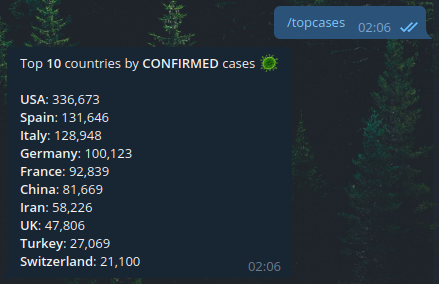 /topcases 02:06
Top 10 countries by CONFIRMED cases
USA: 336,673
Spain: 131,646
Italy: 128,948
Germany: 100,123
France: 92,839
China: 81,669
Iran: 58,226
UK: 47,806
Turkey: 27,069
Switzerland: 21,100
02:06